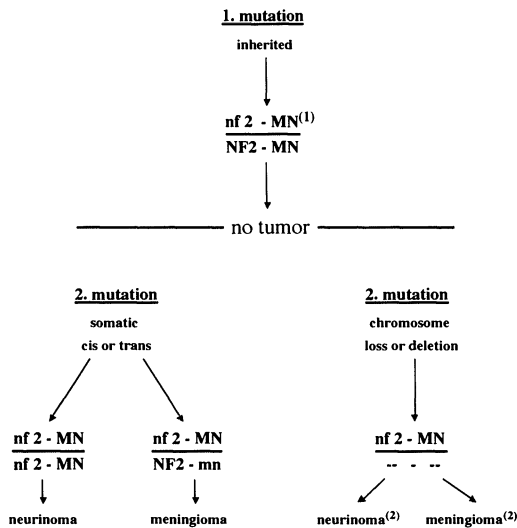 1. mutation
inherited
nf 2 - MN(1)
NF2 - MN
no tumor
2. mutation
somatic
cis or trans
nf 2 - MN
nf 2 - MN
neurinoma
nf 2 - MN
NF2 - mn
meningioma
2. mutation
chromosome
loss or deletion
nf 2 - MN
-- - --
neurinoma(2)
meningioma(2)